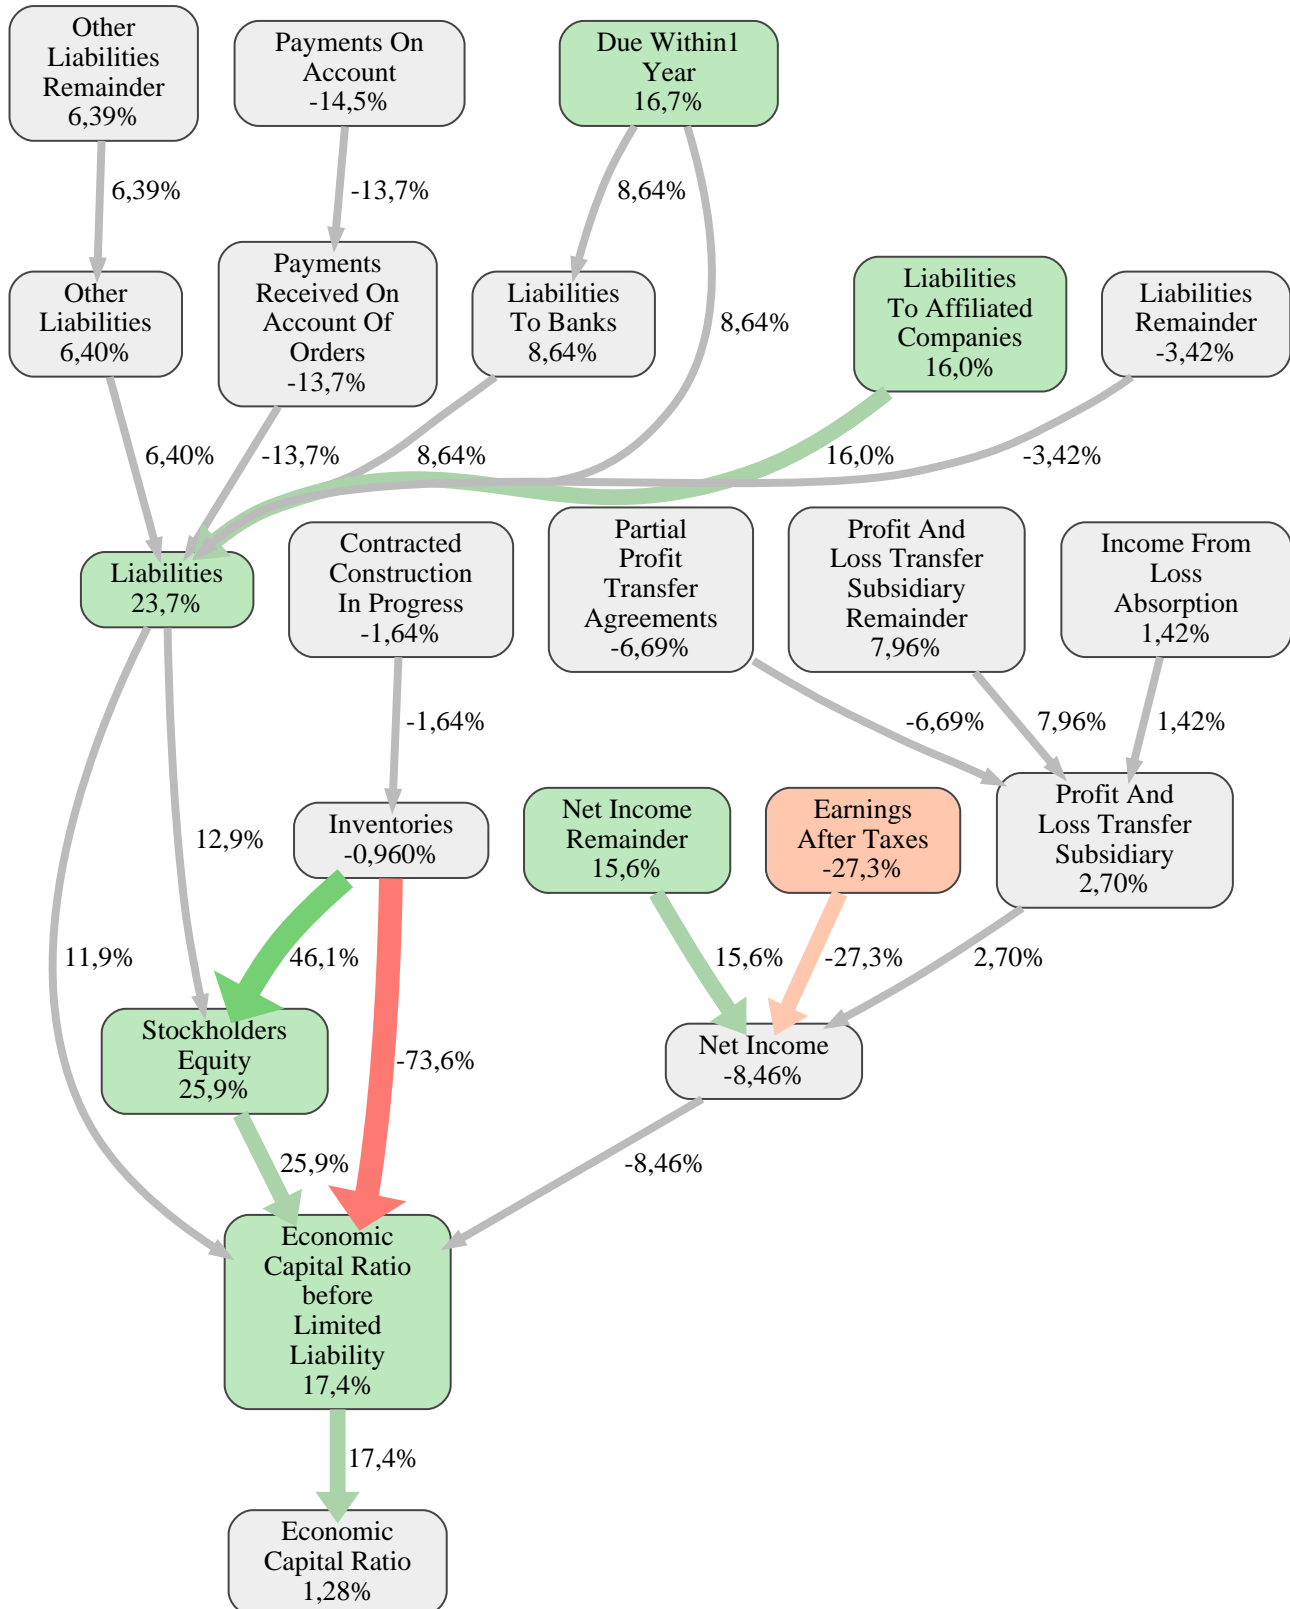 Other
Liabilities
Remainder
6,39%
Payments On
Account
-14,5%
Due Within1
Year
16,7%
6,39%
-13,7%
8,64%
8,64%
Other
Liabilities
6,40%
Payments
Received On
Account Of
Orders
-13,7%
Liabilities
To Banks
8,64%
Liabilities
To Affiliated
Companies
16,0%
Liabilities
Remainder
-3,42%
6,40%
-13,7%
8,64%
16,0%
-3,42%
Liabilities
23,7%
Contracted
Construction
In Progress
-1,64%
Partial
Profit
Transfer
Agreements
-6,69%
Profit And
Loss Transfer
Subsidiary
Remainder
7,96%
Income From
Loss
Absorption
1,42%
-1,64%
-6,69%
7,96%
1,42%
12,9%
Inventories
-0,960%
Net Income
Remainder
15,6%
Earnings
After Taxes
-27,3%
Profit And
Loss Transfer
Subsidiary
2,70%
11,9%
46,1%
15,6%
-27,3%
2,70%
Stockholders
Equity
25,9%
-73,6%
Net Income
-8,46%
25,9%
-8,46%
Economic
Capital Ratio
before
Limited
Liability
17,4%
17,4%
Economic
Capital Ratio
1,28%